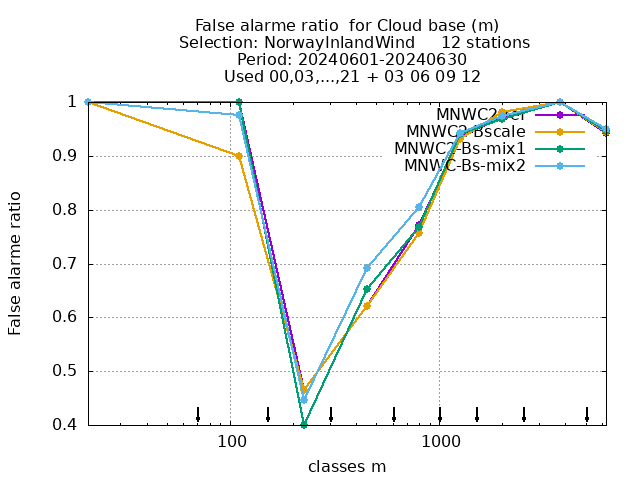 False alarme ratio  for Cloud base (m)
Selection: NorwayInlandWind     12 stations
Period: 20240601-20240630
Used 00,03,...,21 + 03 06 09 12
MNWC2-Bscale
MNWC2-Bs-mix1
MNWC-Bs-mix2
False alarme ratio
1
0.9
0.8
0.7
0.6
0.5
0.4
100
1000
classes m